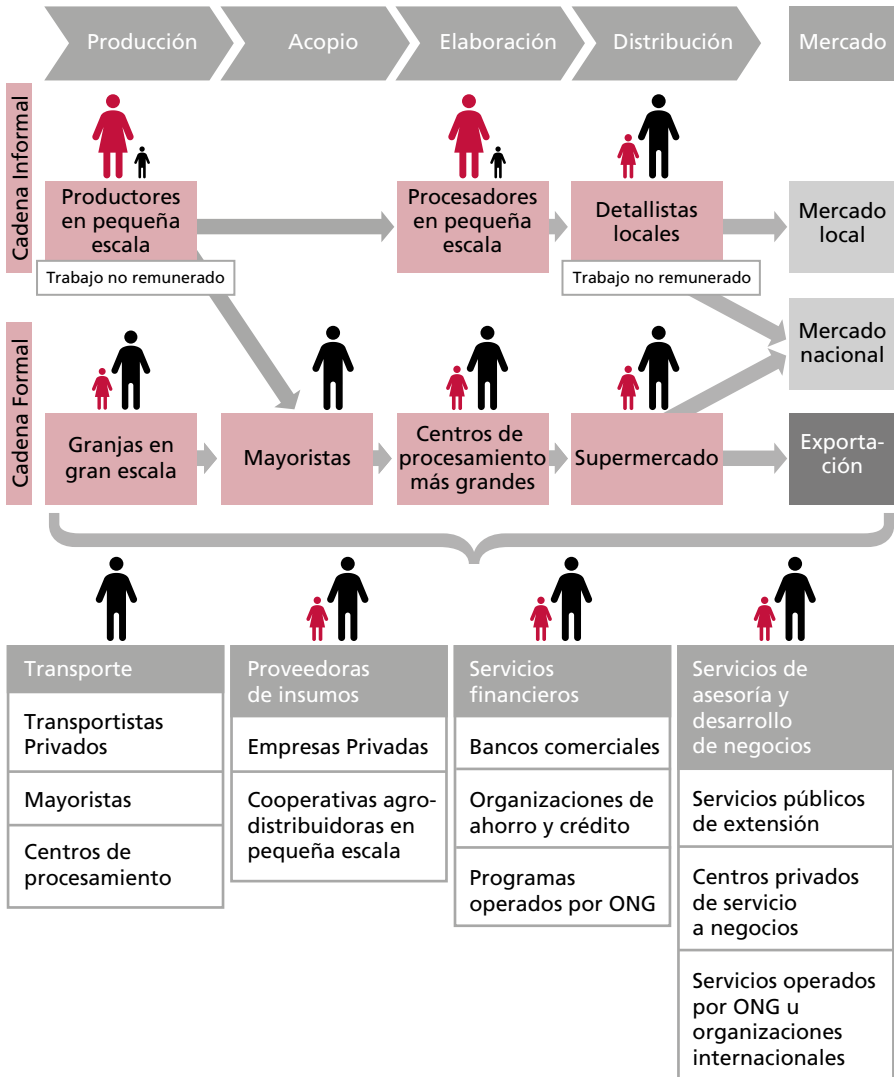 Producción
Acopio
Elaboración
Distribución
Mercado
Cadena Informal
Productores
en pequeña
escala
Trabajo no remunerado
Procesadores
en pequeña
escala
Detallistas
locales
Trabajo no remunerado
Mercado
local
Mercado
nacional
Cadena Formal
Granjas en
gran escala
Mayoristas
Centros de
procesamiento
más grandes
Supermercado
Exporta-
ción
Transporte
Transportistas
Privados
Mayoristas
Centros de
procesamiento
Proveedoras
de insumos
Empresas Privadas
Cooperativas agro-
distribuidoras en
pequeña escala
Servicios
financieros
Bancos comerciales
Organizaciones de
ahorro y crédito
Programas
operados por ONG
Servicios de
asesoría y
desarrollo
de negocios
Servicios públicos
de extensión
Centros privados
de servicio
a negocios
Servicios operados
por ONG u
organizaciones
internacionales